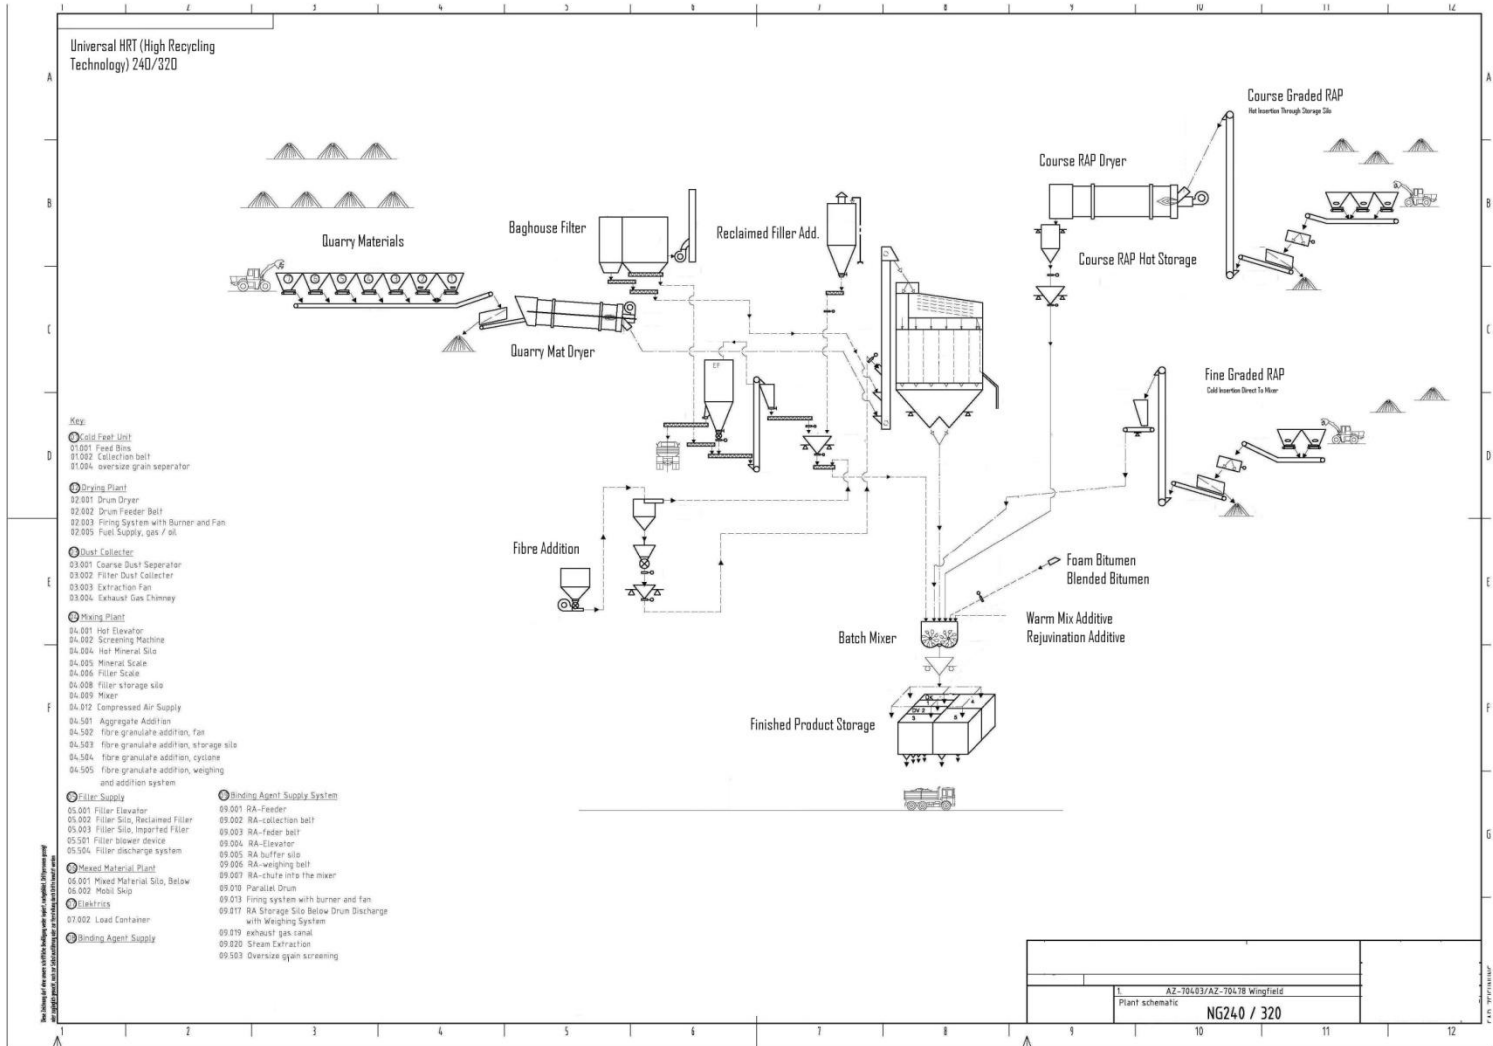 Universal HRT (High Recycling
Technology) 240/320
Course Graded RAP
Hot Insertion Through Storage Silo
Course RAP Dryer
Baghouse Filter
Reclaimed Filler Add.
Quarry Materials
Course RAP Hot Storage
Quarry Mat Dryer
EF
Fine Graded RAP
Cold Insertion Direct To Mixer
Fibre Addition
Foam Bitumen
Blended Bitumen
Warm Mix Additive
Rejuvination Additive
Batch Mixer
Finished Product Storage
Key:
01 Cold Feet Unit
01.001 Feed Bins
01.002 Collection belt
01.004 oversize grain seperator
02 Drying Plant
02.001 Drum Dryer
02.002 Drum Feeder Belt
02.003 Firing System with Burner and Fan
02.005 Fuel Supply, gas / oil
03 Dust Collecter
03.001 Coarse Dust Seperator
03.002 Filter Dust Collecter
03.003 Extraction Fan
03.004 Exhaust Gas Chimney
04 Mixing Plant
04.001 Hot Elevator
04.002 Screening Machine
04.004 Hot Mineral Silo
04.005 Mineral Scale
04.006 Filler Scale
04.008 filler storage silo
04.009 Mixer
04.012 Compressed Air Supply
04.501 Aggregate Addition
04.502 fibre granulate addition, fan
04.503 fibre granulate addition, storage silo
04.504 fibre granulate addition, cyclone
04.505 fibre granulate addition, weighing
and addition system
05 Filler Supply
05.001 Filler Elevator
05.002 Filler Silo, Reclaimed Filler
05.003 Filler Silo, Imported Filler
05.501 Filler blower device
05.504 Filler discharge system
06 Mexed Material Plant
06.001 Mixed Material Silo, Below
06.002 Mobil Skip
07 Elektrics
07.002 Load Container
08 Binding Agent Supply
09 Binding Agent Supply System
09.001 RA-Feeder
09.002 RA-collection belt
09.003 RA-feder belt
09.004 RA-Elevator
09.005 RA buffer silo
09.006 RA-weighing belt
09.007 RA-chute into the mixer
09.010 Parallel Drum
09.013 Firing system with burner and fan
09.017 RA Storage Silo Below Drum Discharge
with Weighing System
09.019 exhaust gas canal
09.020 Steam Extraction
09.503 Oversize grain screening
1. AZ-70403/AZ-70478 Wingfield
Plant schematic
NG240 / 320